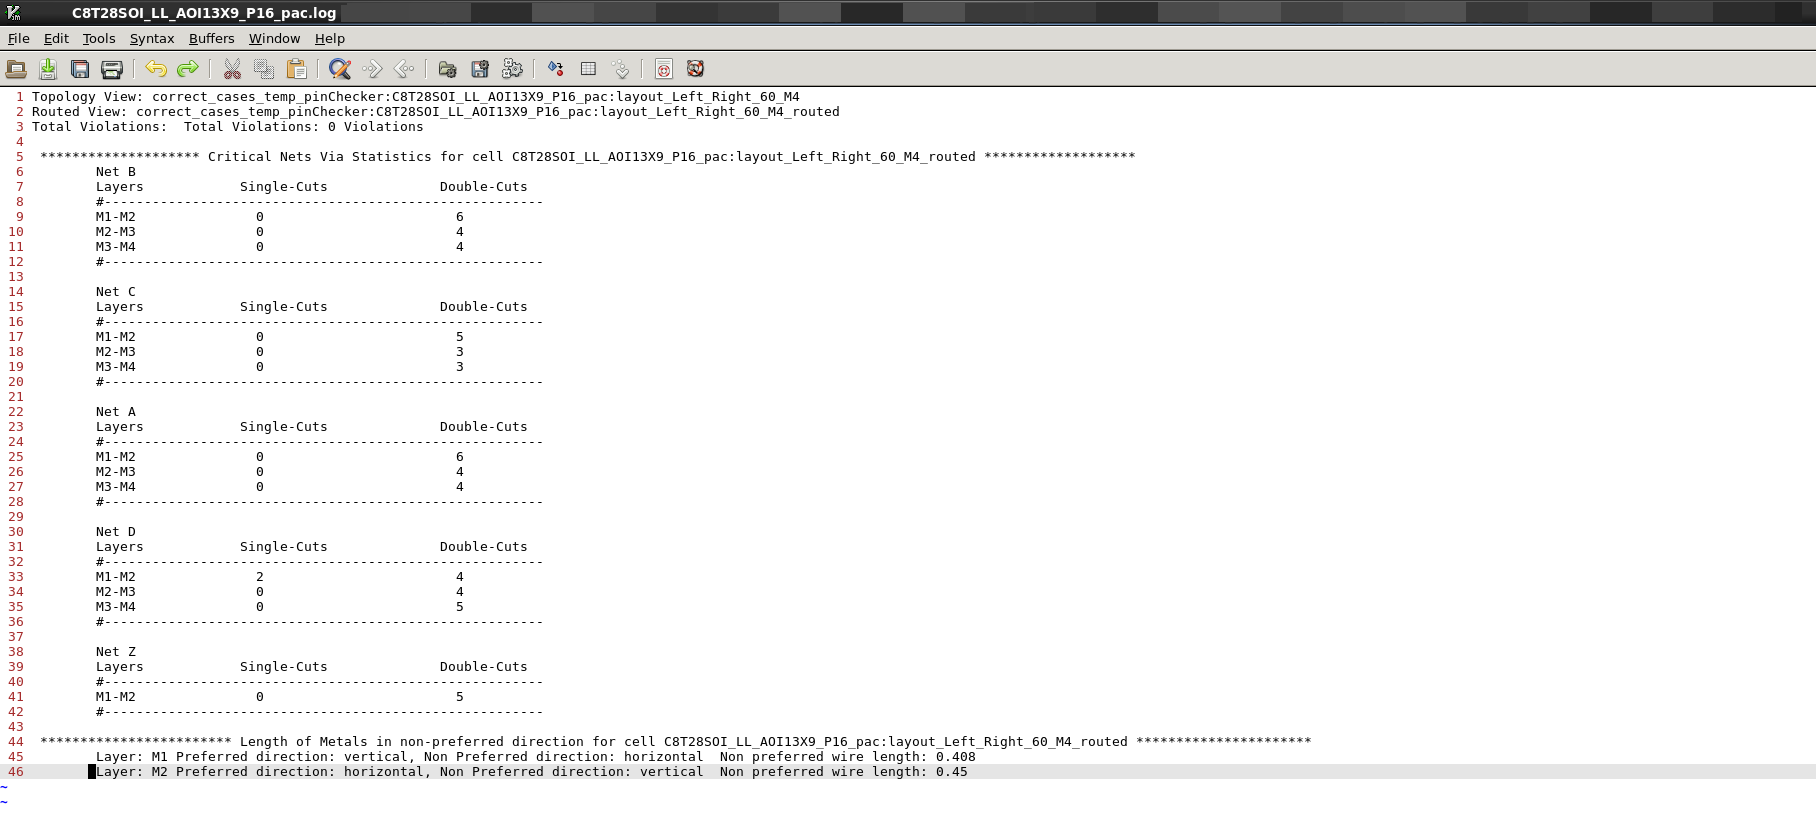 C8T28SOI_LL_AOI13X9_P16_pac.log
File Edit Tools Syntax Buffers Window Help
1 Topology View: correct_cases_temp_pinChecker:C8T28SOI_LL_AOI13X9_P16_pac:layout_Left_Right_60_M4
2 Routed View: correct_cases_temp_pinChecker:C8T28SOI_LL_AOI13X9_P16_pac:layout_Left_Right_60_M4_routed
3 Total Violations:  Total Violations: 0 Violations
4
5 ******************** Critical Nets Via Statistics for cell C8T28SOI_LL_AOI13X9_P16_pac:layout_Left_Right_60_M4_routed *******************
6 Net B
7 Layers Single-Cuts Double-Cuts
8 #-------------------------------------------------------
9 M1-M2 0 6
10 M2-M3 0 4
11 M3-M4 0 4
12 #-------------------------------------------------------
13
14 Net C
15 Layers Single-Cuts Double-Cuts
16 #-------------------------------------------------------
17 M1-M2 0 5
18 M2-M3 0 3
19 M3-M4 0 3
20 #-------------------------------------------------------
21
22 Net A
23 Layers Single-Cuts Double-Cuts
24 #-------------------------------------------------------
25 M1-M2 0 6
26 M2-M3 0 4
27 M3-M4 0 4
28 #-------------------------------------------------------
29
30 Net D
31 Layers Single-Cuts Double-Cuts
32 #-------------------------------------------------------
33 M1-M2 2 4
34 M2-M3 0 4
35 M3-M4 0 5
36 #-------------------------------------------------------
37
38 Net Z
39 Layers Single-Cuts Double-Cuts
40 #-------------------------------------------------------
41 M1-M2 0 5
42 #-------------------------------------------------------
43
44 ************************ Length of Metals in non-preferred direction for cell C8T28SOI_LL_AOI13X9_P16_pac:layout_Left_Right_60_M4_routed **********************
45 Layer: M1 Preferred direction: vertical, Non Preferred direction: horizontal  Non preferred wire length: 0.408
46 Layer: M2 Preferred direction: horizontal, Non Preferred direction: vertical  Non preferred wire length: 0.45
~
~